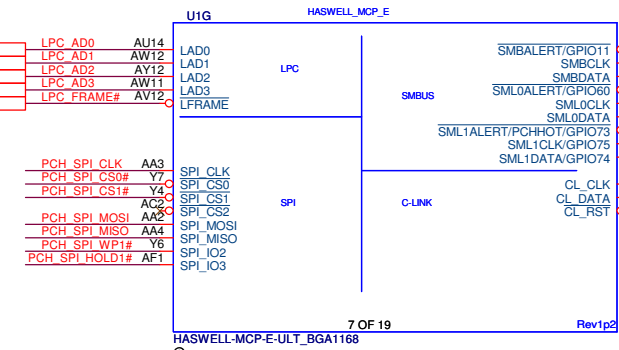 U1G
HASWELL_MCP_E
LPC_AD0 AU14 LAD0
LPC_AD1 AW12 LAD1
LPC_AD2 AY12 LAD2
LPC_AD3 AW11 LAD3
LPC_FRAME# AV12 LFRAME
LPC
SMBUS
SMBALERT/GPIO11
SMBCLK
SMBDATA
SML0ALERT/GPIO60
SML0CLK
SML0DATA
SML1ALERT/PCHHOT/GPIO73
SML1CLK/GPIO75
SML1DATA/GPIO74
PCH_SPI_CLK AA3 SPI_CLK
PCH_SPI_CS0# Y7 SPI_CS0
PCH_SPI_CS1# Y4 SPI_CS1
AC2 SPI_CS2
PCH_SPI_MOSI AA2 SPI_MOSI
PCH_SPI_MISO AA4 SPI_MISO
PCH_SPI_WP1# Y6 SPI_IO2
PCH_SPI_HOLD1# AF1 SPI_IO3
SPI
C-LINK
CL_CLK
CL_DATA
CL_RST
7 OF 19
Rev1p2
HASWELL-MCP-E-ULT_BGA1168